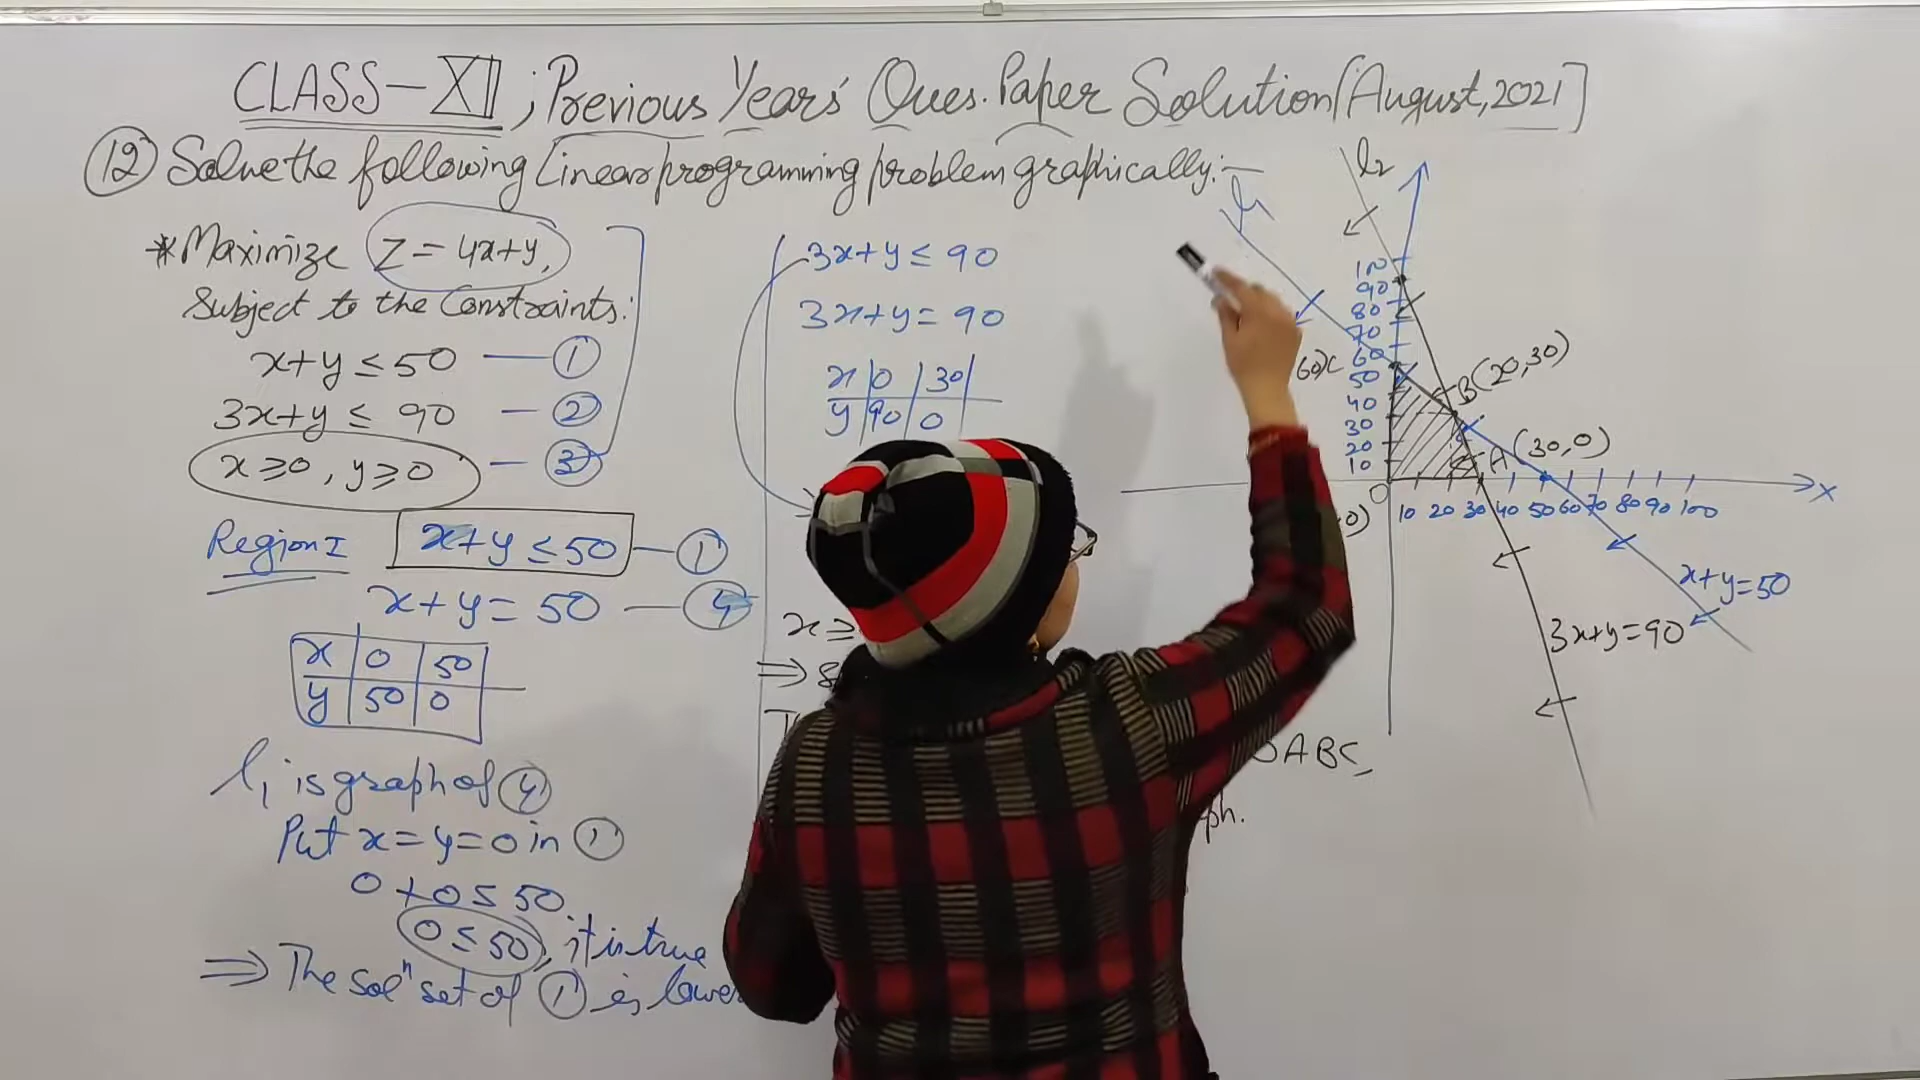 CLASS-XII; Previous Years' Ques. Paper Solution [August, 2021]
(12) Solve the following Linear programming problem graphically:-
*Maximize Z = 4x+y,
Subject to the Constraints:
x+y ≤ 50 — (1)
3x+y ≤ 90 — (2)
x ≥ 0, y ≥ 0 — (3)
Region I x+y ≤ 50 — (1)
x+y = 50 — (4)
x | 0 | 50
y | 50 | 0
l₁ is graph of (4)
Put x = y = 0 in (1)
0 + 0 ≤ 50.
0 ≤ 50, it is true
⇒ The solⁿ set of (1) is lower
3x+y ≤ 90
3x+y = 90
x | 0 | 30
y | 90 | 0
x ≥
⇒
OABC,
l₁
l₂
100
90
80
70
60
50
40
30
20
10
B(20,30)
A(30,0)
O
10 20 30 40 50 60 70 80 90 100
X
x+y=50
3x+y=90